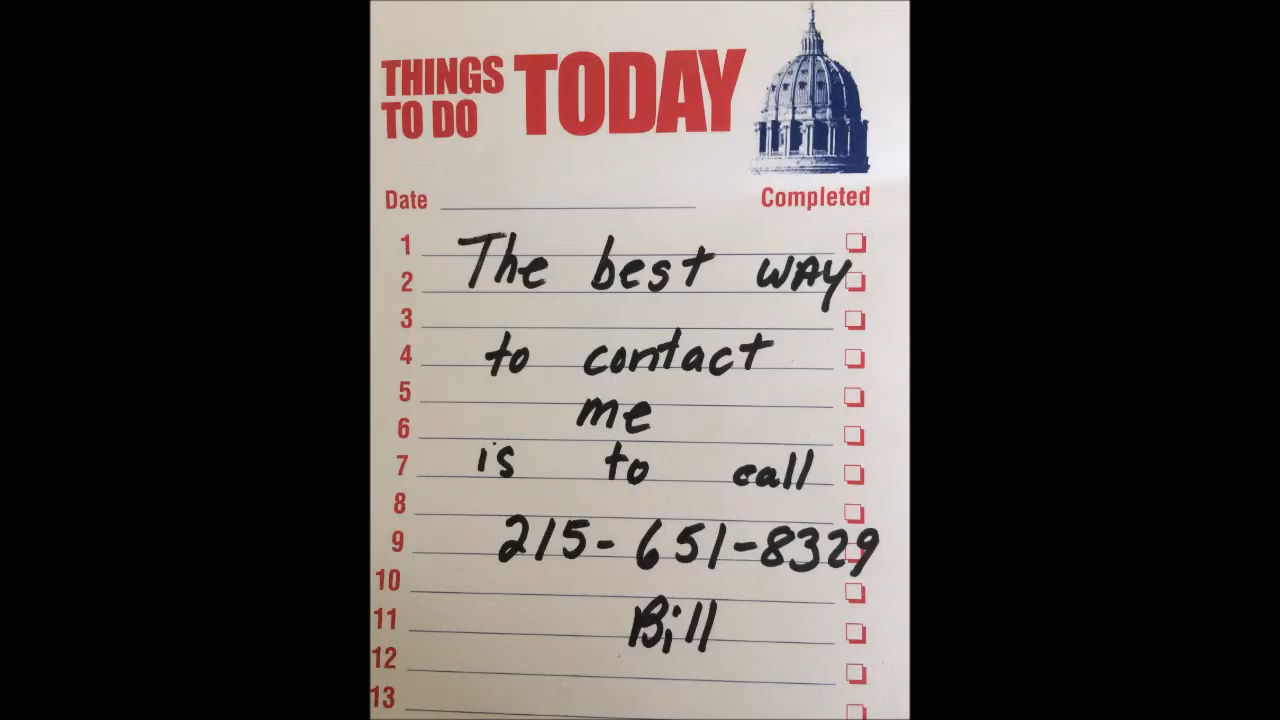 THINGS TO DO TODAY
Date
Completed
1
The best WAY
2
3
to contact
4
5
me
6
is to call
7
8
215-651-8329
9
10
Bill
11
12
13